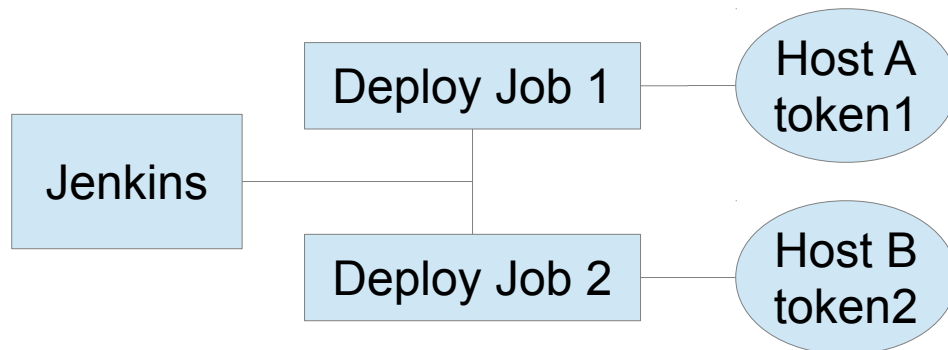 Jenkins
Deploy Job 1
Host A
token1
Deploy Job 2
Host B
token2